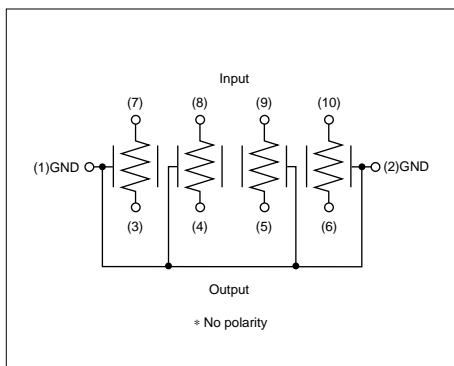 Input
(7) (8) (9) (10)
(1)GND (2)GND
(3) (4) (5) (6)
Output
* No polarity